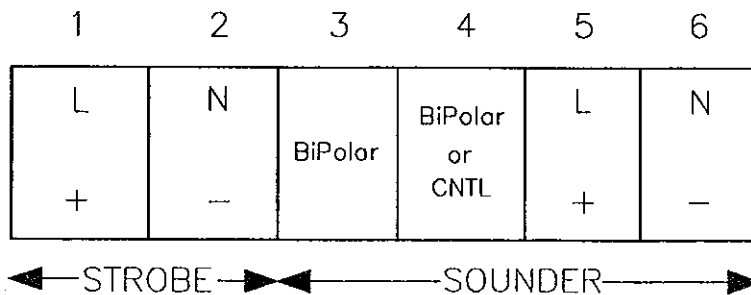 1 2 3 4 5 6
L N BiPolar BiPolar or CNTL L N
+ − + −
STROBE SOUNDER